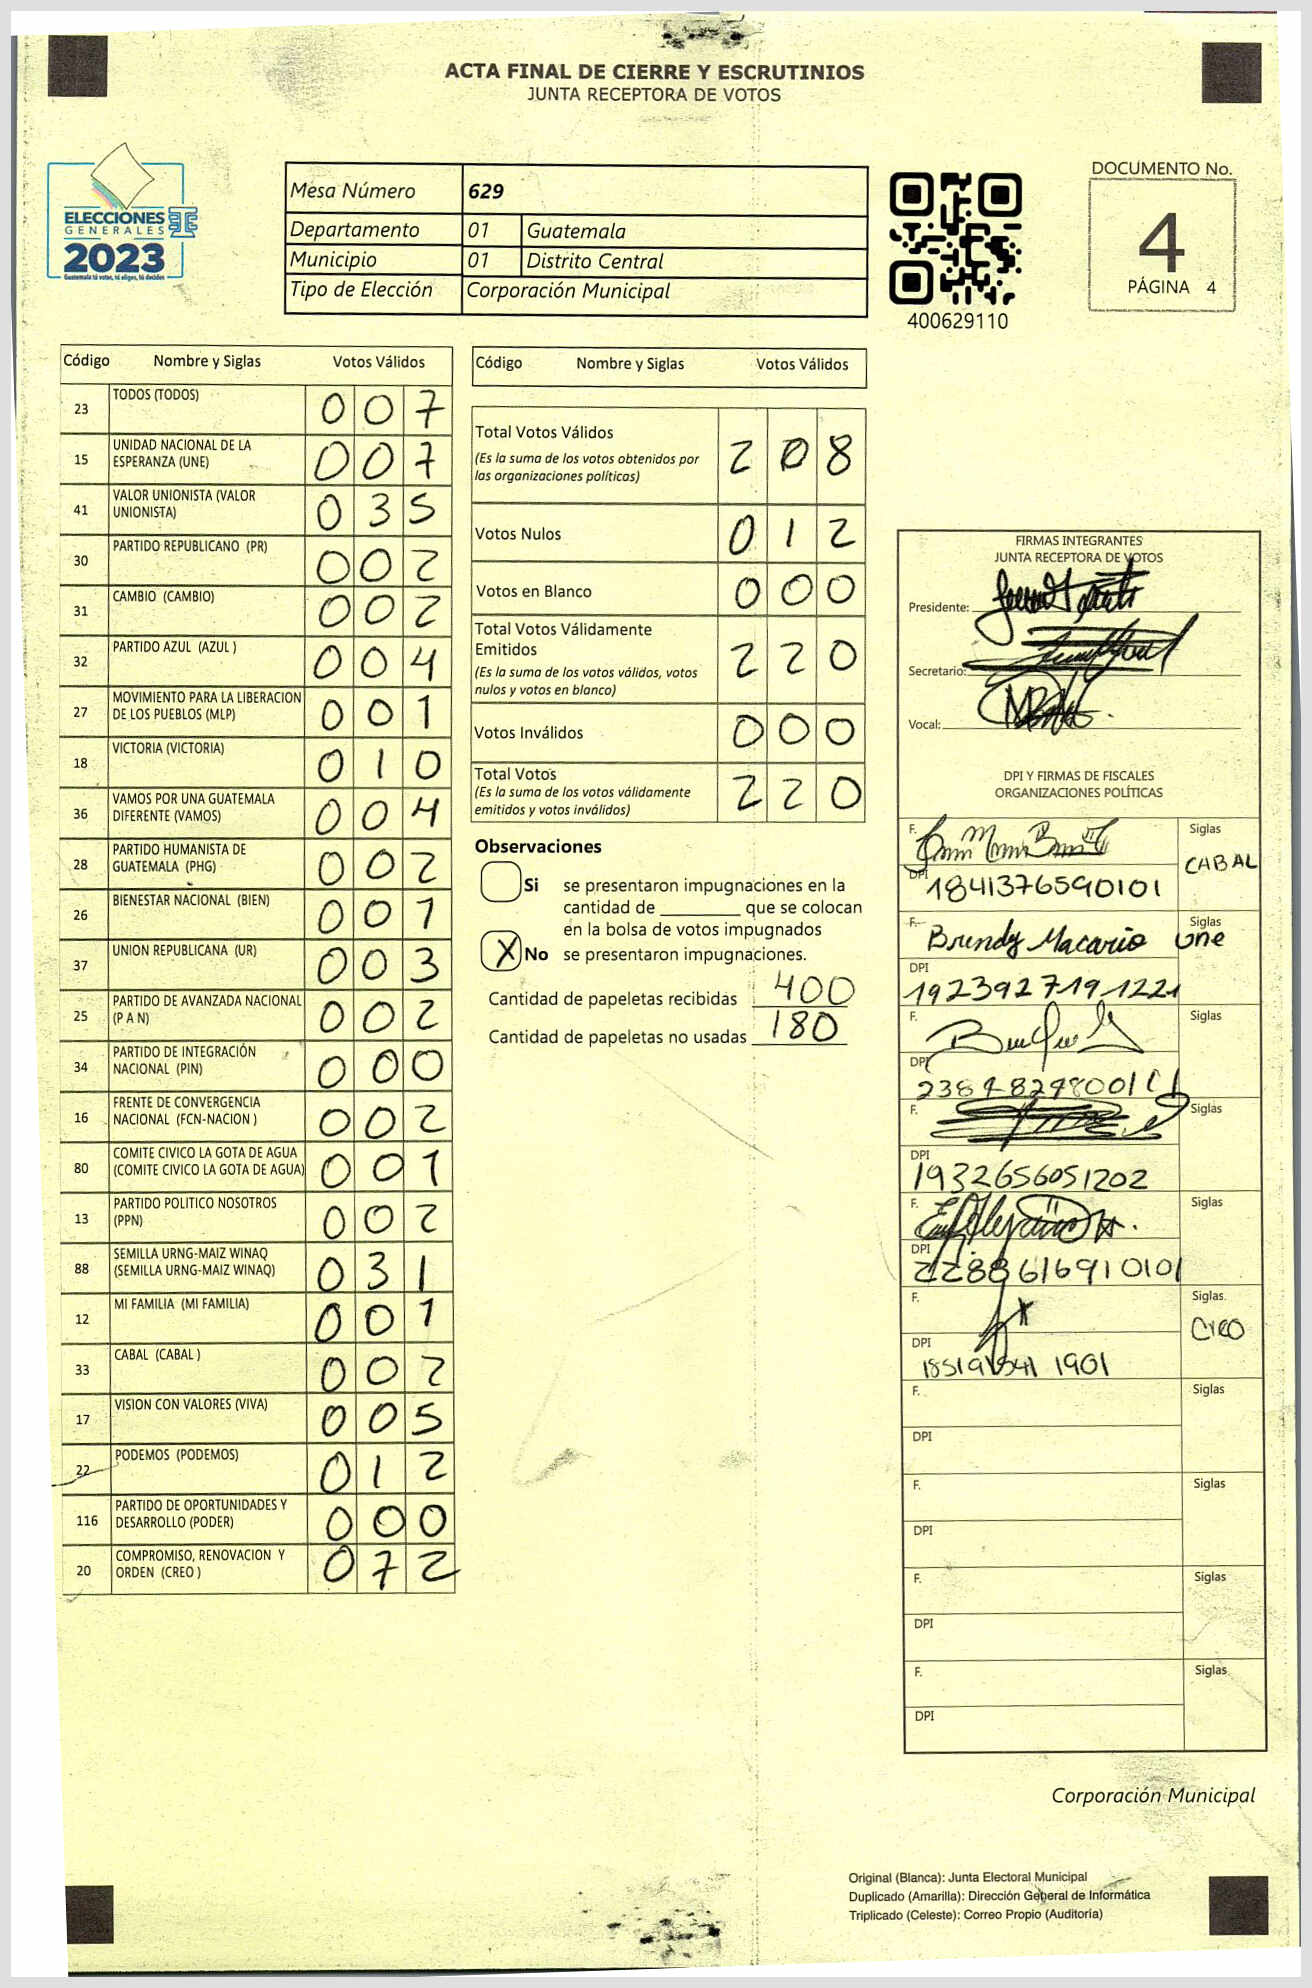 ACTA FINAL DE CIERRE Y ESCRUTINIOS
JUNTA RECEPTORA DE VOTOS
ELECCIONES
GENERALES
2023
Guatemala tú votas, tú eliges, tú decides
Mesa Número 629
Departamento 01 Guatemala
Municipio 01 Distrito Central
Tipo de Elección Corporación Municipal
400629110
DOCUMENTO No.
4
PÁGINA 4
Código Nombre y Siglas Votos Válidos
23 TODOS (TODOS) 0 0 7
15 UNIDAD NACIONAL DE LA
ESPERANZA (UNE) 0 0 7
41 VALOR UNIONISTA (VALOR
UNIONISTA) 0 3 5
30 PARTIDO REPUBLICANO (PR) 0 0 2
31 CAMBIO (CAMBIO) 0 0 2
32 PARTIDO AZUL (AZUL ) 0 0 4
27 MOVIMIENTO PARA LA LIBERACION
DE LOS PUEBLOS (MLP) 0 0 1
18 VICTORIA (VICTORIA) 0 1 0
36 VAMOS POR UNA GUATEMALA
DIFERENTE (VAMOS) 0 0 4
28 PARTIDO HUMANISTA DE
GUATEMALA (PHG) 0 0 2
26 BIENESTAR NACIONAL (BIEN) 0 0 1
37 UNION REPUBLICANA (UR) 0 0 3
25 PARTIDO DE AVANZADA NACIONAL
(P A N) 0 0 2
34 PARTIDO DE INTEGRACIÓN
NACIONAL (PIN) 0 0 0
16 FRENTE DE CONVERGENCIA
NACIONAL (FCN-NACION ) 0 0 2
80 COMITE CIVICO LA GOTA DE AGUA
(COMITE CIVICO LA GOTA DE AGUA) 0 0 1
13 PARTIDO POLITICO NOSOTROS
(PPN) 0 0 2
88 SEMILLA URNG-MAIZ WINAQ
(SEMILLA URNG-MAIZ WINAQ) 0 3 1
12 MI FAMILIA (MI FAMILIA) 0 0 1
33 CABAL (CABAL ) 0 0 2
17 VISION CON VALORES (VIVA) 0 0 5
22 PODEMOS (PODEMOS) 0 1 2
116 PARTIDO DE OPORTUNIDADES Y
DESARROLLO (PODER) 0 0 0
20 COMPROMISO, RENOVACION Y
ORDEN (CREO ) 0 7 2
Código Nombre y Siglas Votos Válidos
Total Votos Válidos 2 0 8
(Es la suma de los votos obtenidos por
las organizaciones políticas)
Votos Nulos 0 1 2
Votos en Blanco 0 0 0
Total Votos Válidamente
Emitidos 2 2 0
(Es la suma de los votos válidos, votos
nulos y votos en blanco)
Votos Inválidos 0 0 0
Total Votos 2 2 0
(Es la suma de los votos válidamente
emitidos y votos inválidos)
Observaciones
Si se presentaron impugnaciones en la
cantidad de ________ que se colocan
en la bolsa de votos impugnados
X No se presentaron impugnaciones.
Cantidad de papeletas recibidas 400
Cantidad de papeletas no usadas 180
FIRMAS INTEGRANTES
JUNTA RECEPTORA DE VOTOS
Presidente:
Secretario:
Vocal:
DPI Y FIRMAS DE FISCALES
ORGANIZACIONES POLÍTICAS
F. Siglas
CABAL
DPI 1841376590101
F. Brendy Macario Siglas une
DPI
1923927191221
F. Siglas
DPI
F. Siglas
DPI
1932656051202
F. Siglas
DPI
2288616910101
F. Siglas.
Creo
DPI
F. Siglas
DPI
F. Siglas
DPI
F. Siglas
DPI
F. Siglas
DPI
Corporación Municipal
Original (Blanca): Junta Electoral Municipal
Duplicado (Amarilla): Dirección General de Informática
Triplicado (Celeste): Correo Propio (Auditoría)